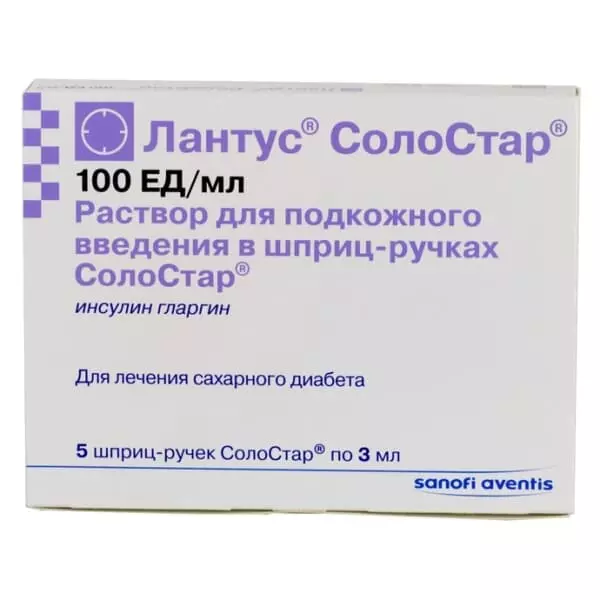 Лантус® СолоСтар®
100 ЕД/мл
Раствор для подкожного
введения в шприц-ручках
СолоСтар®
инсулин гларгин
Для лечения сахарного диабета
5 шприц-ручек СолоСтар® по 3 мл
sanofi aventis